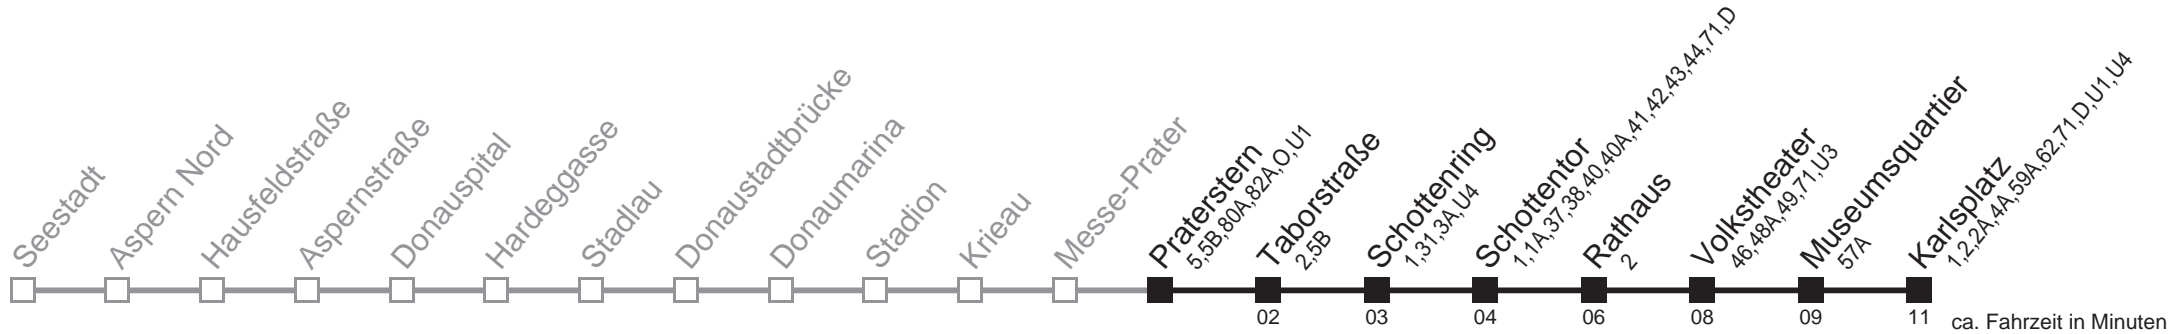 Seestadt
Aspern Nord
Hausfeldstraße
Aspernstraße
Donauspital
Hardeggasse
Stadlau
Donaustadtbrücke
Donaumarina
Stadion
Krieau
Messe-Prater
Praterstern
5,5B,80A,82A,O,U1
Taborstraße
2,5B
Schottenring
1,31,3A,U4
Schottentor
1,1A,37,38,40,40A,41,42,43,44,71,D
Rathaus
2
Volkstheater
46,48A,49,71,U3
Museumsquartier
57A
Karlsplatz
1,2,2A,4A,59A,62,71,D,U1,U4
02 03 04 06 08 09 11 ca. Fahrzeit in Minuten